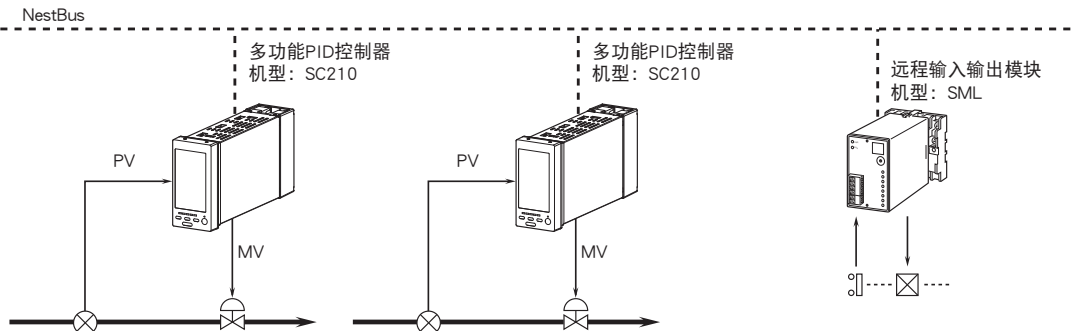 NestBus
多功能PID控制器
机型：SC210
多功能PID控制器
机型：SC210
远程输入输出模块
机型：SML
PV
PV
MV
MV